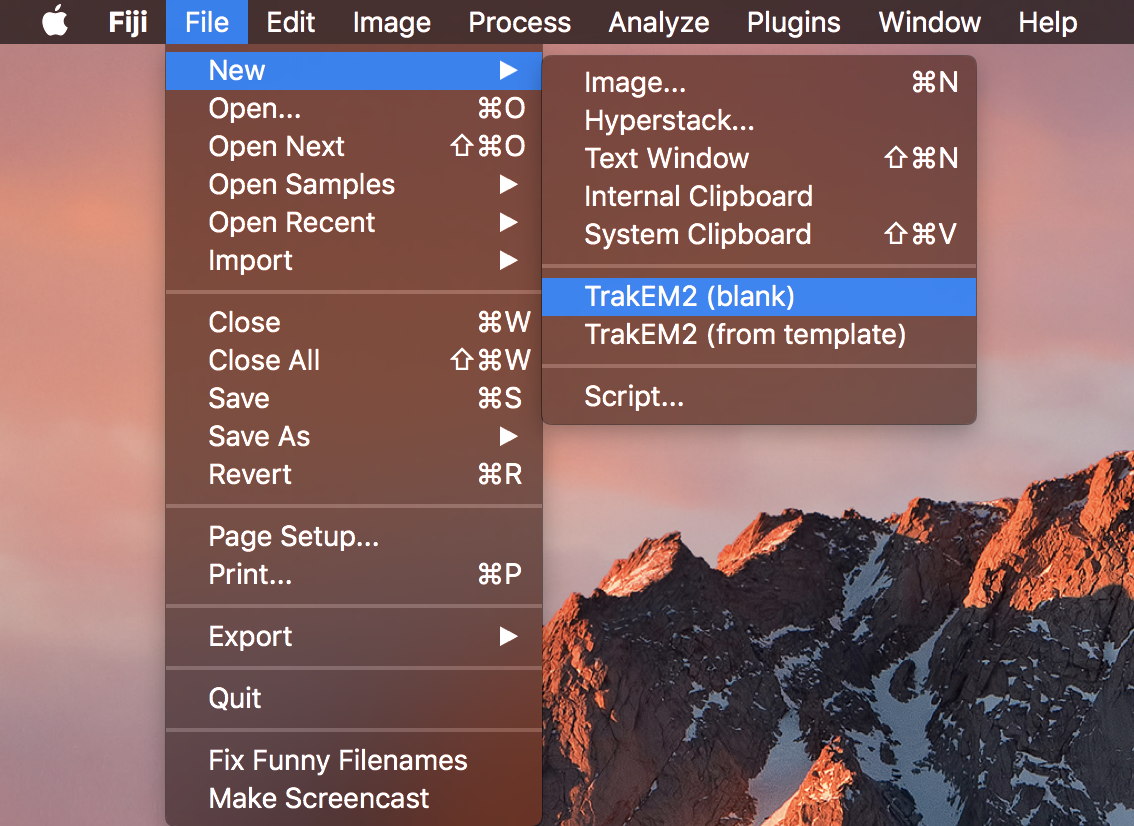 Fiji File Edit Image Process Analyze Plugins Window Help
New ▶
Open... ⌘O
Open Next ⇧⌘O
Open Samples ▶
Open Recent ▶
Import ▶
Close ⌘W
Close All ⇧⌘W
Save ⌘S
Save As ▶
Revert ⌘R
Page Setup...
Print... ⌘P
Export ▶
Quit
Fix Funny Filenames
Make Screencast
Image... ⌘N
Hyperstack...
Text Window ⇧⌘N
Internal Clipboard
System Clipboard ⇧⌘V
TrakEM2 (blank)
TrakEM2 (from template)
Script...